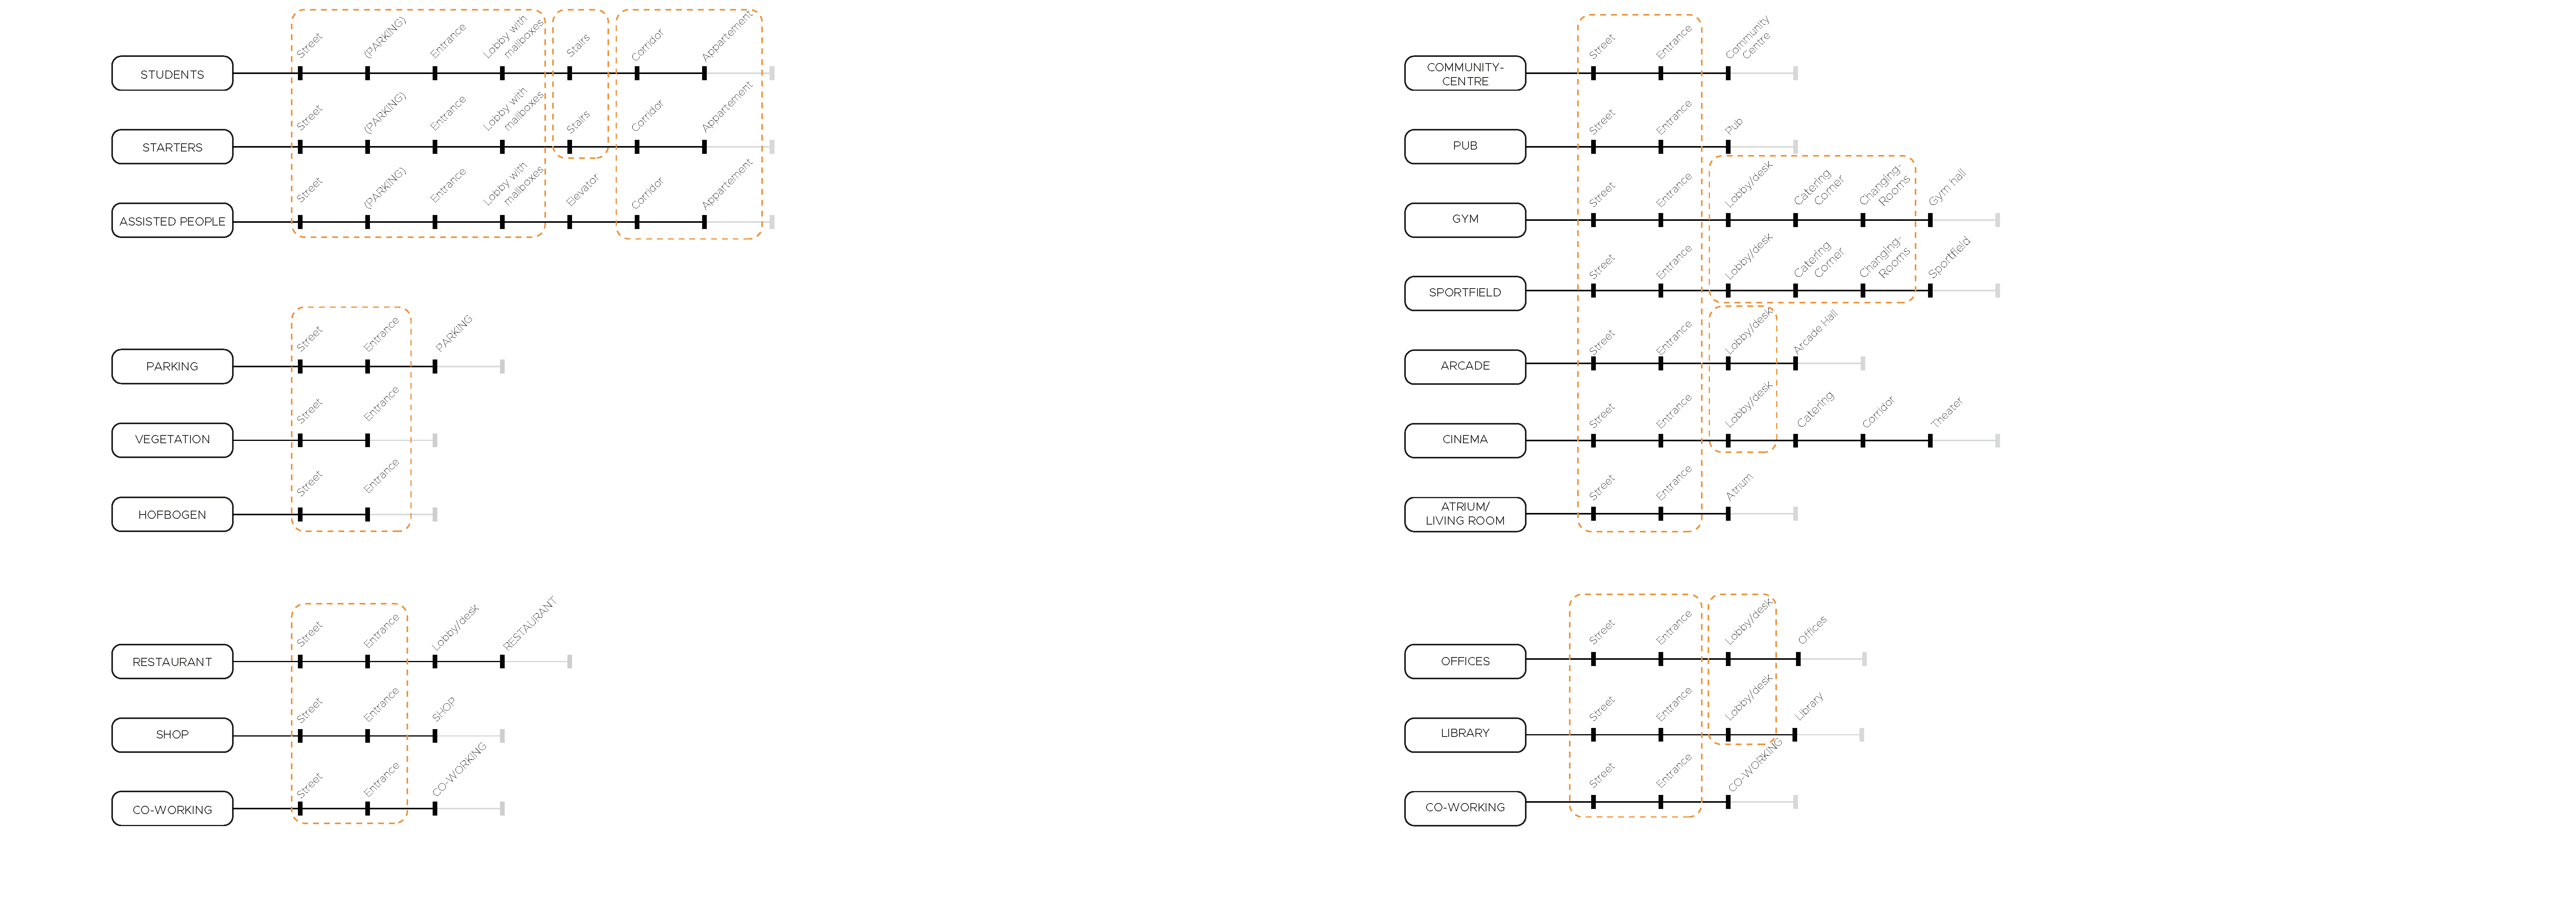 Street
(PARKING)
Entrance
Lobby with
mailboxes
Stairs
Corridor
Appartement
STUDENTS
Street
(PARKING)
Entrance
Lobby with
mailboxes
Stairs
Corridor
Appartement
STARTERS
Street
(PARKING)
Entrance
Lobby with
mailboxes
Elevator
Corridor
Appartement
ASSISTED PEOPLE
Street
Entrance
PARKING
PARKING
Street
Entrance
VEGETATION
Street
Entrance
HOFBOGEN
Street
Entrance
Lobby/desk
RESTAURANT
RESTAURANT
Street
Entrance
SHOP
SHOP
Street
Entrance
CO-WORKING
CO-WORKING
Street
Entrance
Community
Centre
COMMUNITY-
CENTRE
Street
Entrance
Pub
PUB
Street
Entrance
Lobby/desk
Catering
Corner
Changing-
Rooms
Gym hall
GYM
Street
Entrance
Lobby/desk
Catering
Corner
Changing-
Rooms
Sportfield
SPORTFIELD
Street
Entrance
Lobby/desk
Arcade Hall
ARCADE
Street
Entrance
Lobby/desk
Catering
Corridor
Theater
CINEMA
Street
Entrance
Atrium
ATRIUM/
LIVING ROOM
Street
Entrance
Lobby/desk
Offices
OFFICES
Street
Entrance
Lobby/desk
Library
LIBRARY
Street
Entrance
CO-WORKING
CO-WORKING